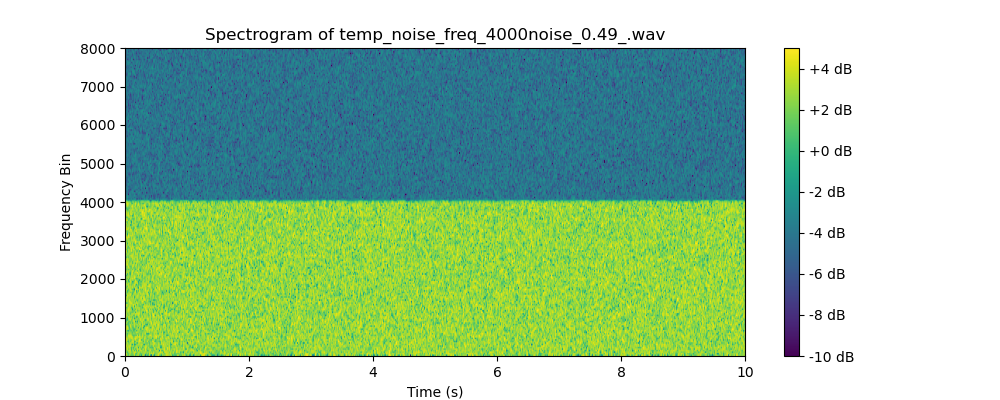 Spectrogram of temp_noise_freq_4000noise_0.49_.wav
8000
7000
6000
5000
4000
3000
2000
1000
0
Frequency Bin
0 2 4 6 8 10
Time (s)
+4 dB
+2 dB
+0 dB
-2 dB
-4 dB
-6 dB
-8 dB
-10 dB